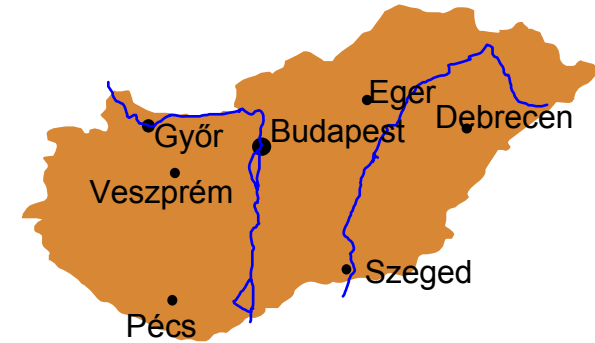 Eger
Debrecen
Budapest
Győr
Veszprém
Szeged
Pécs